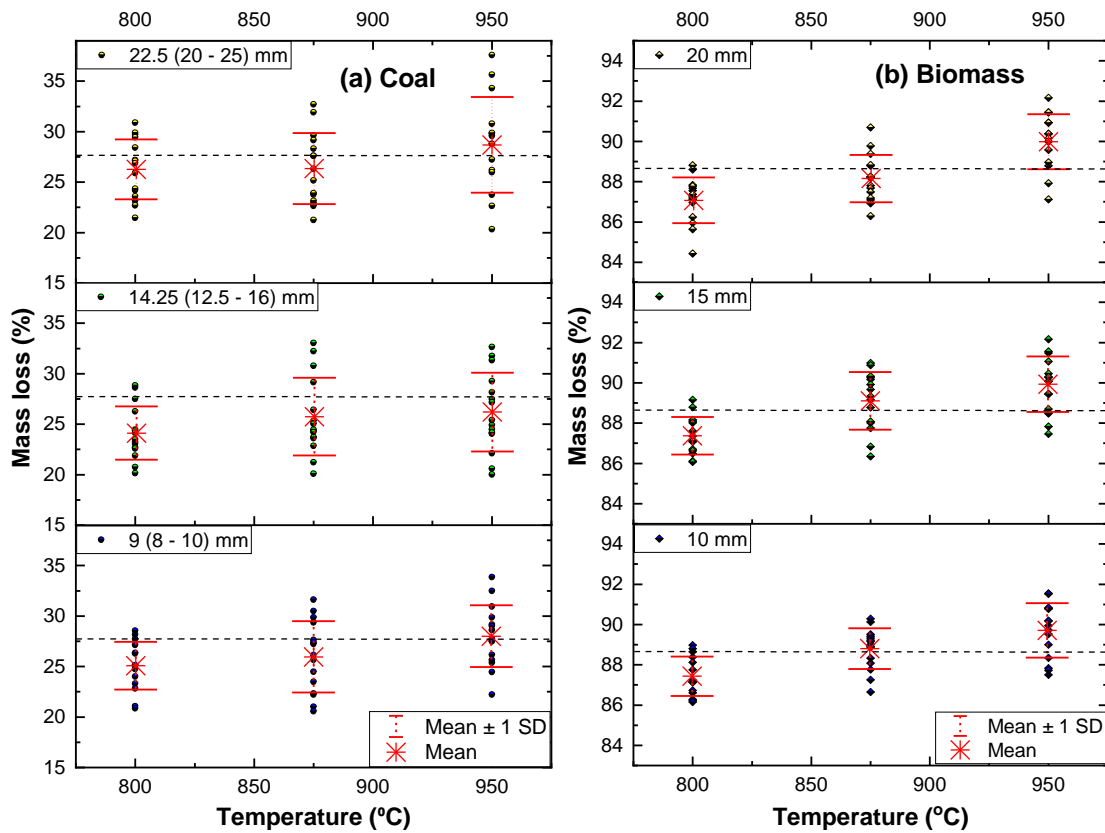 800 850 900 950
800 850 900 950
22.5 (20 - 25) mm
(a) Coal
35
30
25
20
15
14.25 (12.5 - 16) mm
35
30
25
20
15
9 (8 - 10) mm
35
30
25
20
15
Mass loss (%)
Mean ± 1 SD
Mean
800 850 900 950
Temperature (ºC)
20 mm
(b) Biomass
94
92
90
88
86
84
15 mm
94
92
90
88
86
84
83
10 mm
94
92
90
88
86
84
83
Mass loss (%)
Mean ± 1 SD
Mean
800 850 900 950
Temperature (°C)